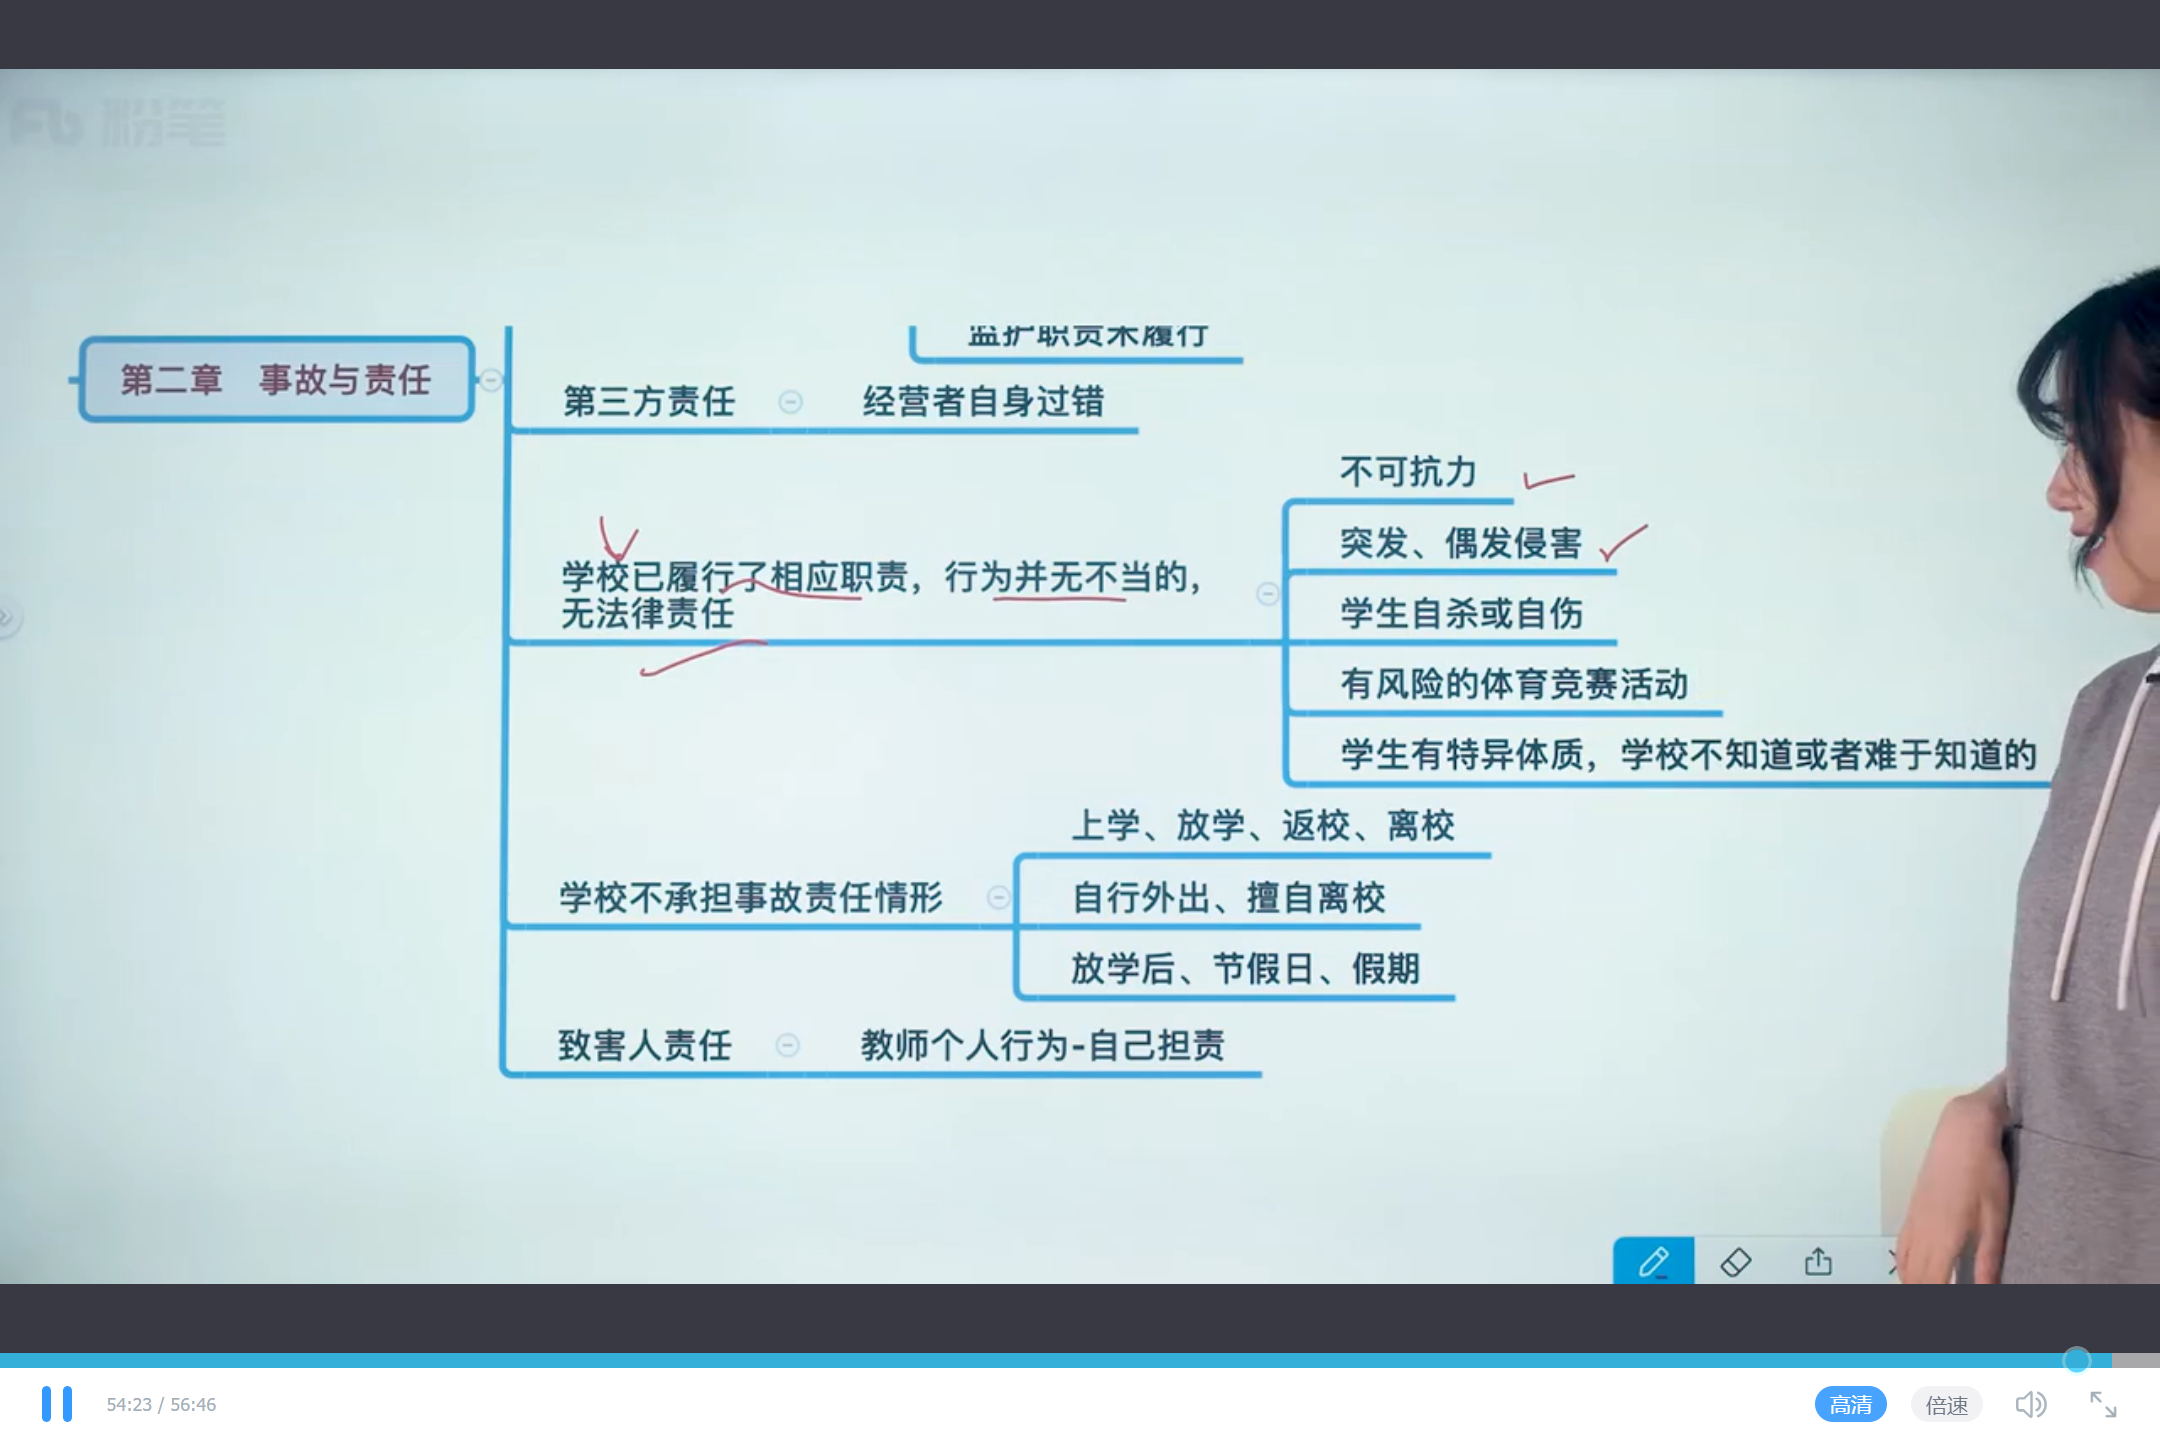 粉笔
监护职责未履行
第二章 事故与责任
第三方责任
经营者自身过错
不可抗力
突发、偶发侵害
学校已履行了相应职责，行为并无不当的，
无法律责任
学生自杀或自伤
有风险的体育竞赛活动
学生有特异体质，学校不知道或者难于知道的
上学、放学、返校、离校
学校不承担事故责任情形
自行外出、擅自离校
放学后、节假日、假期
致害人责任
教师个人行为-自己担责
54:23 / 56:46
高清
倍速